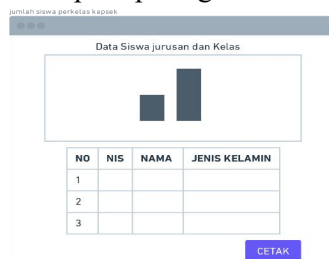 jumlah siswa perkelas kapsek
Data Siswa jurusan dan Kelas
NO NIS NAMA JENIS KELAMIN
1
2
3
CETAK